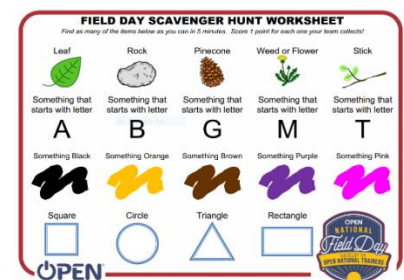 FIELD DAY SCAVENGER HUNT WORKSHEET
Find as many of the items below as you can in 5 minutes. Score 1 point for each one your team collects!
Leaf Rock Pinecone Weed or Flower Stick
Something that Something that Something that Something that Something that
starts with letter starts with letter starts with letter starts with letter starts with letter
A B G M T
Something Black Something Orange Something Brown Something Purple Something Pink
Square Circle Triangle Rectangle
OPEN
NATIONAL
Field Day
OPEN NATIONAL TRAINERS
OPEN